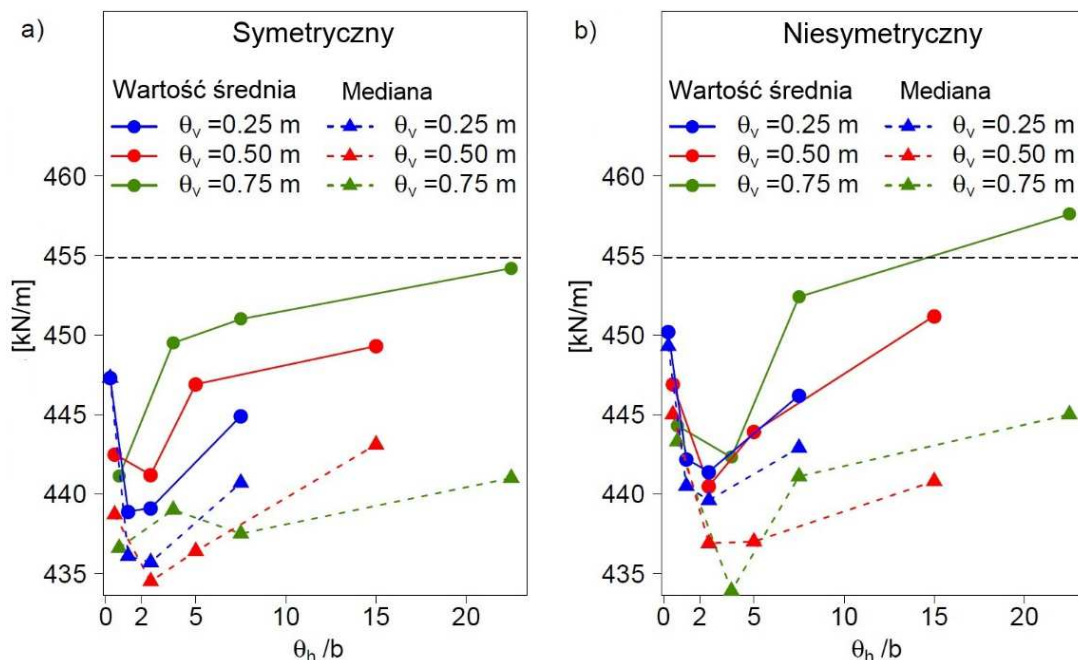 a)
Symetryczny
Wartość średnia Mediana
θv =0.25 m θv =0.25 m
θv =0.50 m θv =0.50 m
θv =0.75 m θv =0.75 m
460
455
450
445
440
435
[kN/m]
0 2 5 10 15 20
θh /b
b)
Niesymetryczny
Wartość średnia Mediana
θv =0.25 m θv =0.25 m
θv =0.50 m θv =0.50 m
θv =0.75 m θv =0.75 m
460
455
450
445
440
435
[kN/m]
0 2 5 10 15 20
θh /b